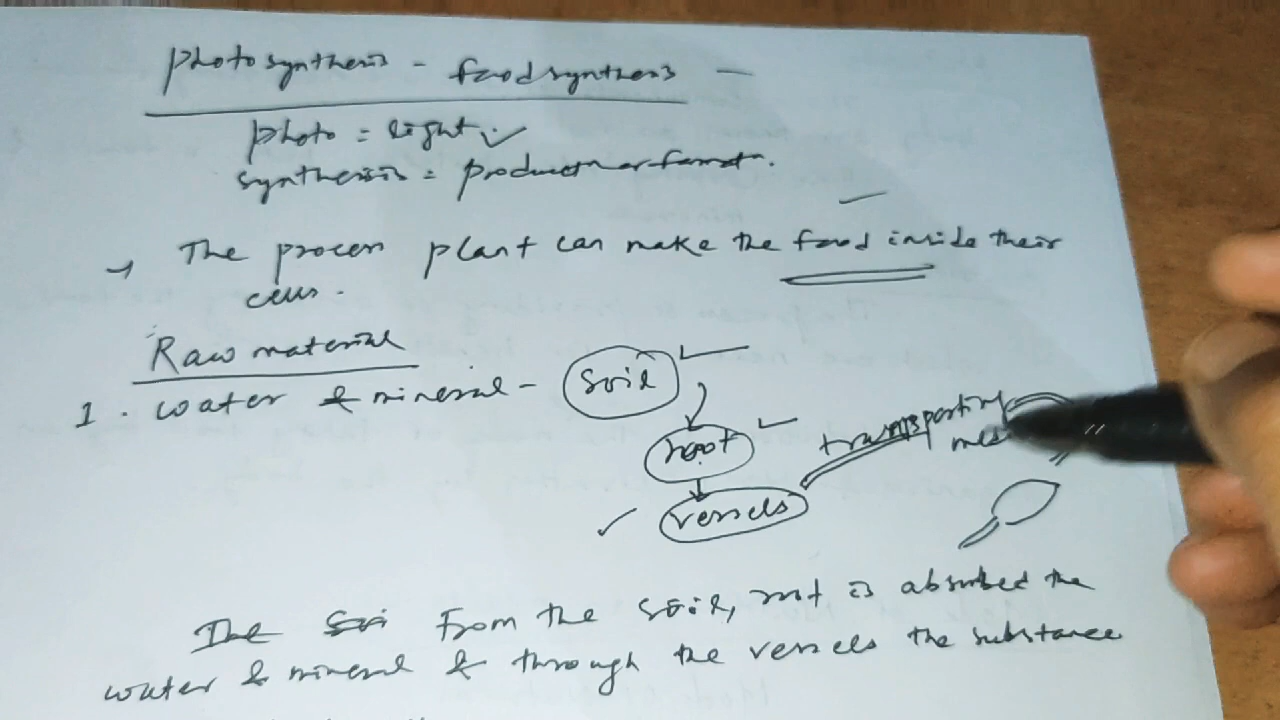 Photosynthesis - food synthesis -
photo = light
synthesis = production or format.
→ The process plant can make the food inside their
cells.
Raw material
1. water & mineral - soil
root
transporting
vessels
The Soi From the soil, root is absorbed the
water & mineral & through the vessels the substance